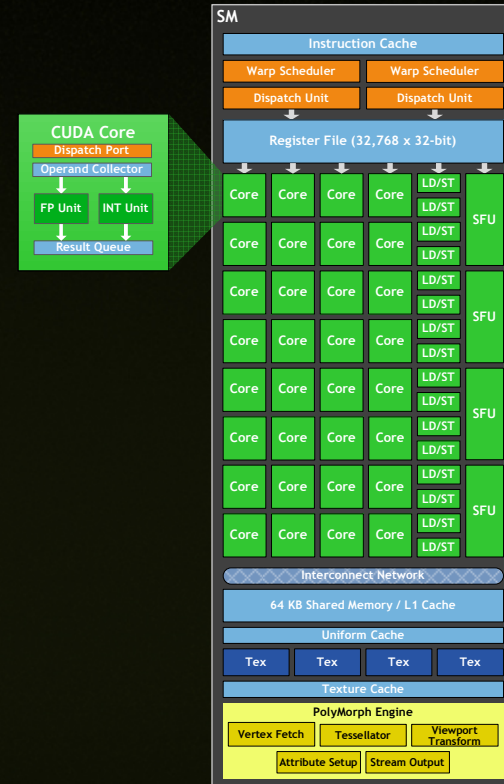 SM
Instruction Cache
Warp Scheduler Warp Scheduler
Dispatch Unit Dispatch Unit
Register File (32,768 x 32-bit)
CUDA Core
Dispatch Port
Operand Collector
FP Unit INT Unit
Result Queue
Core Core Core Core LD/ST LD/ST SFU
Core Core Core Core LD/ST LD/ST
Core Core Core Core LD/ST LD/ST SFU
Core Core Core Core LD/ST LD/ST
Core Core Core Core LD/ST LD/ST SFU
Core Core Core Core LD/ST LD/ST
Core Core Core Core LD/ST LD/ST SFU
Core Core Core Core LD/ST LD/ST
Interconnect Network
64 KB Shared Memory / L1 Cache
Uniform Cache
Tex Tex Tex Tex
Texture Cache
PolyMorph Engine
Vertex Fetch Tessellator Viewport Transform
Attribute Setup Stream Output